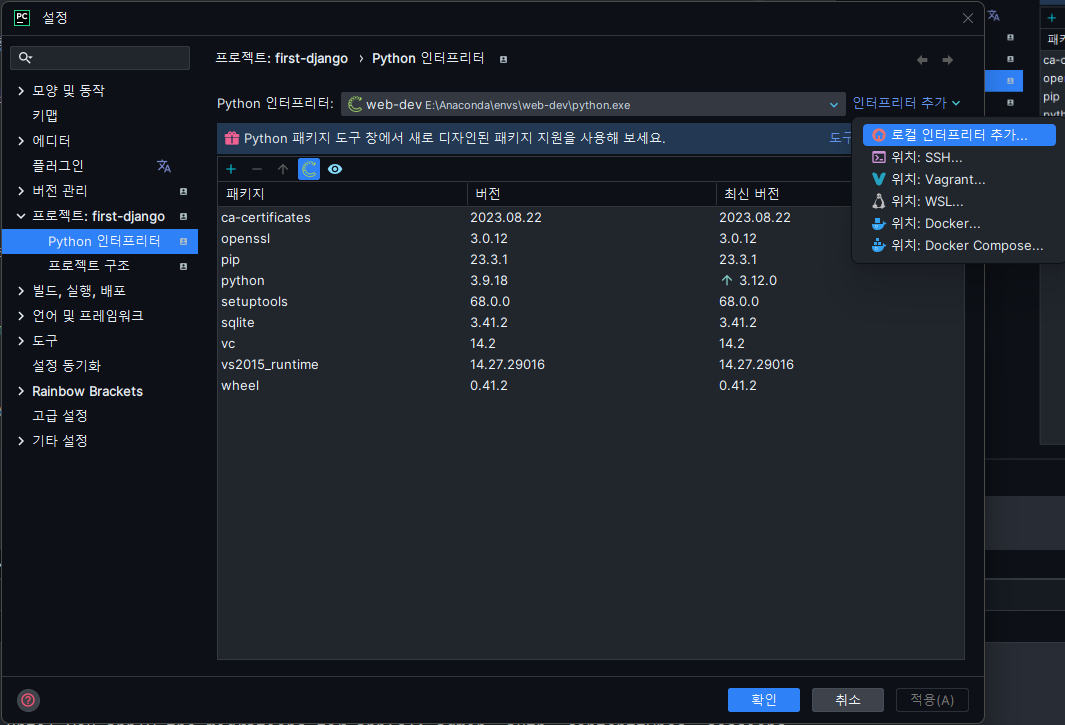 PC 설정
프로젝트: first-django › Python 인터프리터
모양 및 동작
키맵
에디터
플러그인
버전 관리
프로젝트: first-django
Python 인터프리터
프로젝트 구조
빌드, 실행, 배포
언어 및 프레임워크
도구
설정 동기화
Rainbow Brackets
고급 설정
기타 설정
Python 인터프리터: web-dev E:\Anaconda\envs\web-dev\python.exe 인터프리터 추가
Python 패키지 도구 창에서 새로 디자인된 패키지 지원을 사용해 보세요. 도구
로컬 인터프리터 추가...
위치: SSH...
위치: Vagrant...
위치: WSL...
위치: Docker...
위치: Docker Compose...
패키지 버전 최신 버전
ca-certificates 2023.08.22 2023.08.22
openssl 3.0.12 3.0.12
pip 23.3.1 23.3.1
python 3.9.18 3.12.0
setuptools 68.0.0 68.0.0
sqlite 3.41.2 3.41.2
vc 14.2 14.2
vs2015_runtime 14.27.29016 14.27.29016
wheel 0.41.2 0.41.2
확인 취소 적용(A)
pip